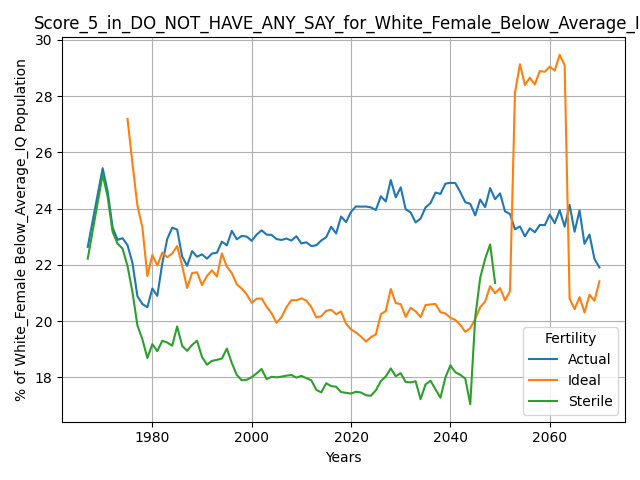 Score_5_in_DO_NOT_HAVE_ANY_SAY_for_White_Female_Below_Average_I
% of White_Female Below_Average_IQ Population
30
28
26
24
22
20
18
1980
2000
2020
2040
2060
Years
Fertility
Actual
Ideal
Sterile